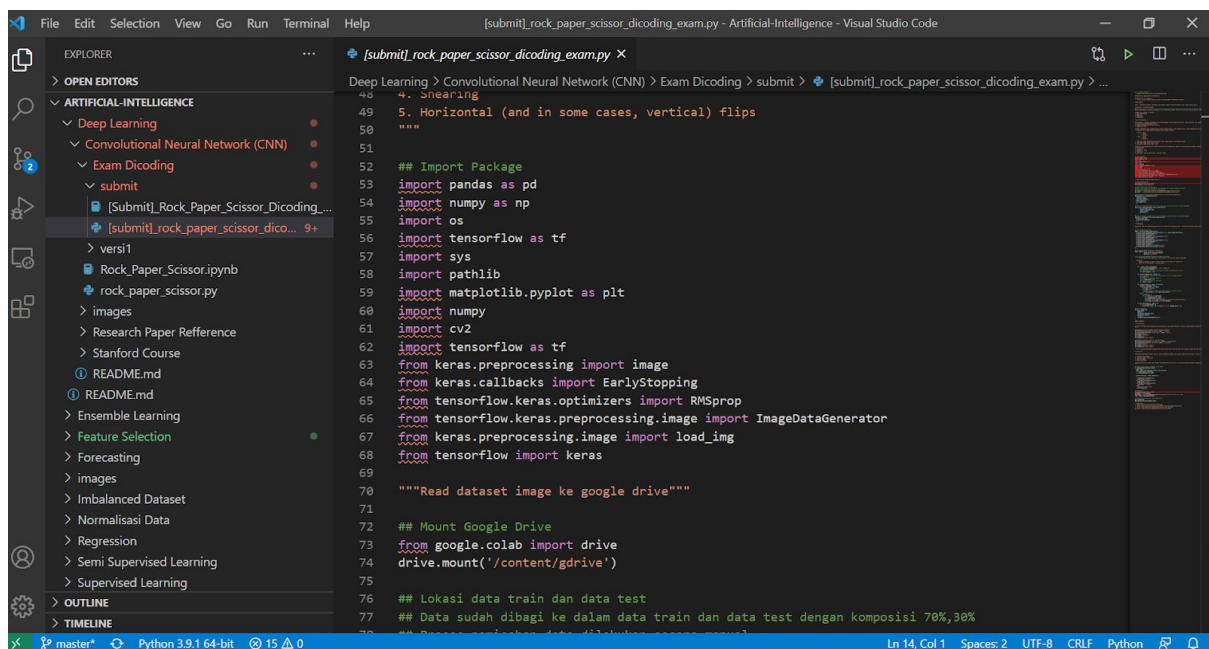 File Edit Selection View Go Run Terminal Help [submit]_rock_paper_scissor_dicoding_exam.py - Artificial-Intelligence - Visual Studio Code
EXPLORER ...
> OPEN EDITORS
ARTIFICIAL-INTELLIGENCE
Deep Learning
Convolutional Neural Network (CNN)
Exam Dicoding
submit
[Submit]_Rock_Paper_Scissor_Dicoding_...
[submit]_rock_paper_scissor_dico... 9+
> versi1
Rock_Paper_Scissor.ipynb
rock_paper_scissor.py
> images
> Research Paper Refference
> Stanford Course
README.md
README.md
> Ensemble Learning
> Feature Selection
> Forecasting
> images
> Imbalanced Dataset
> Normalisasi Data
> Regression
> Semi Supervised Learning
> Supervised Learning
> OUTLINE
> TIMELINE
2
[submit]_rock_paper_scissor_dicoding_exam.py
Deep Learning > Convolutional Neural Network (CNN) > Exam Dicoding > submit > [submit]_rock_paper_scissor_dicoding_exam.py > ...
48 4. Shearing
49 5. Horizontal (and in some cases, vertical) flips
50 """
51
52 ## Import Package
53 import pandas as pd
54 import numpy as np
55 import os
56 import tensorflow as tf
57 import sys
58 import pathlib
59 import matplotlib.pyplot as plt
60 import numpy
61 import cv2
62 import tensorflow as tf
63 from keras.preprocessing import image
64 from keras.callbacks import EarlyStopping
65 from tensorflow.keras.optimizers import RMSprop
66 from tensorflow.keras.preprocessing.image import ImageDataGenerator
67 from keras.preprocessing.image import load_img
68 from tensorflow import keras
69
70 """Read dataset image ke google drive"""
71
72 ## Mount Google Drive
73 from google.colab import drive
74 drive.mount('/content/gdrive')
75
76 ## Lokasi data train dan data test
77 ## Data sudah dibagi ke dalam data train dan data test dengan komposisi 70%,30%
master* Python 3.9.1 64-bit 15 0 Ln 14, Col 1 Spaces: 2 UTF-8 CRLF Python